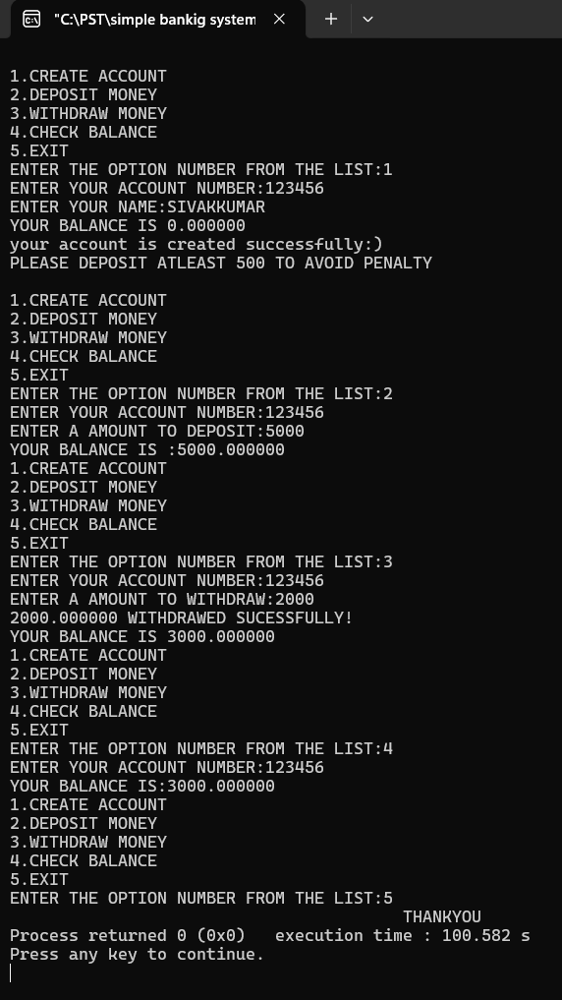 "C:\PST\simple bankig system
1.CREATE ACCOUNT
2.DEPOSIT MONEY
3.WITHDRAW MONEY
4.CHECK BALANCE
5.EXIT
ENTER THE OPTION NUMBER FROM THE LIST:1
ENTER YOUR ACCOUNT NUMBER:123456
ENTER YOUR NAME:SIVAKKUMAR
YOUR BALANCE IS 0.000000
your account is created successfully:)
PLEASE DEPOSIT ATLEAST 500 TO AVOID PENALTY
1.CREATE ACCOUNT
2.DEPOSIT MONEY
3.WITHDRAW MONEY
4.CHECK BALANCE
5.EXIT
ENTER THE OPTION NUMBER FROM THE LIST:2
ENTER YOUR ACCOUNT NUMBER:123456
ENTER A AMOUNT TO DEPOSIT:5000
YOUR BALANCE IS :5000.000000
1.CREATE ACCOUNT
2.DEPOSIT MONEY
3.WITHDRAW MONEY
4.CHECK BALANCE
5.EXIT
ENTER THE OPTION NUMBER FROM THE LIST:3
ENTER YOUR ACCOUNT NUMBER:123456
ENTER A AMOUNT TO WITHDRAW:2000
2000.000000 WITHDRAWED SUCESSFULLY!
YOUR BALANCE IS 3000.000000
1.CREATE ACCOUNT
2.DEPOSIT MONEY
3.WITHDRAW MONEY
4.CHECK BALANCE
5.EXIT
ENTER THE OPTION NUMBER FROM THE LIST:4
ENTER YOUR ACCOUNT NUMBER:123456
YOUR BALANCE IS:3000.000000
1.CREATE ACCOUNT
2.DEPOSIT MONEY
3.WITHDRAW MONEY
4.CHECK BALANCE
5.EXIT
ENTER THE OPTION NUMBER FROM THE LIST:5
THANKYOU
Process returned 0 (0x0)   execution time : 100.582 s
Press any key to continue.